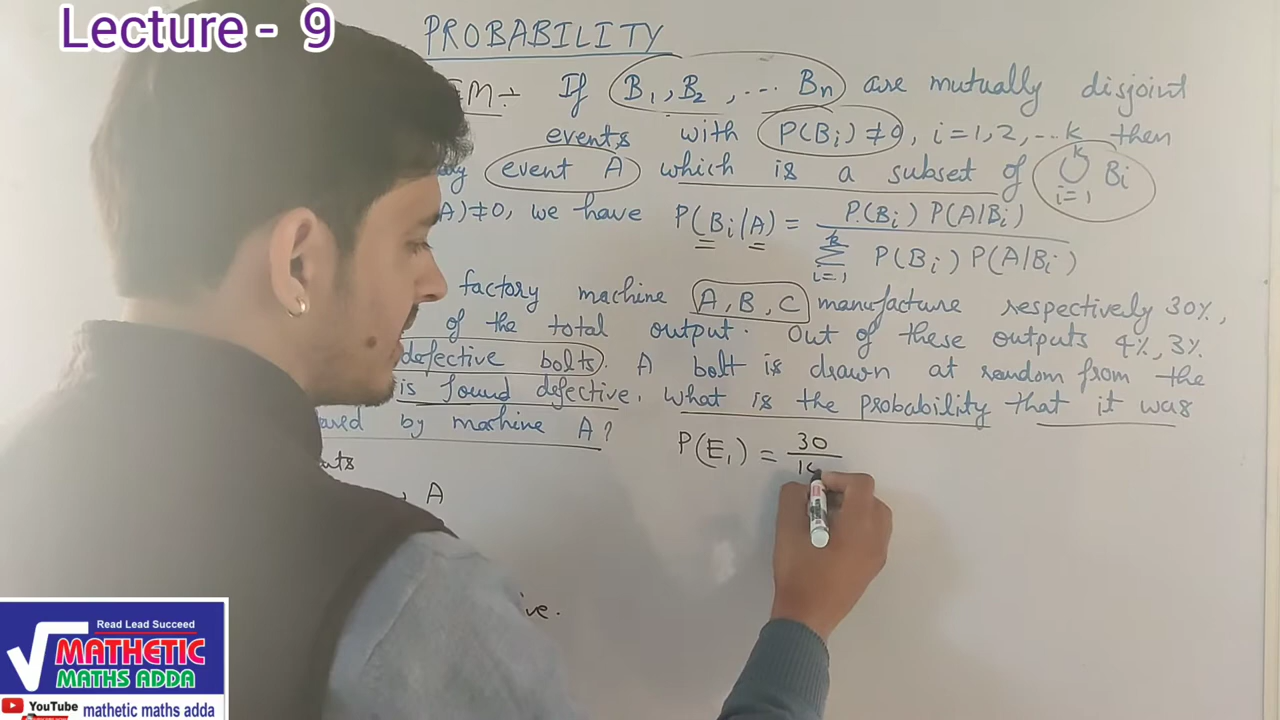 Lecture - 9
PROBABILITY
EM :- If B1, B2, ... Bn are mutually disjoint
events with P(Bi) ≠ 0, i = 1, 2, ... k then
event A which is a subset of ∪_{i=1}^{k} Bi
A) ≠ 0, we have P(Bi/A) = P(Bi) P(A/Bi) / ∑_{i=1}^{k} P(Bi) P(A/Bi)
factory machine A, B, C manufacture respectively 30%,
of the total output. Out of these outputs 4%, 3%
defective bolts. A bolt is drawn at random from the
is found defective. What is the probability that it was
by machine A?
P(E1) = 30 / 10
A
Read Lead Succeed
MATHETIC
MATHS ADDA
YouTube
mathetic maths adda